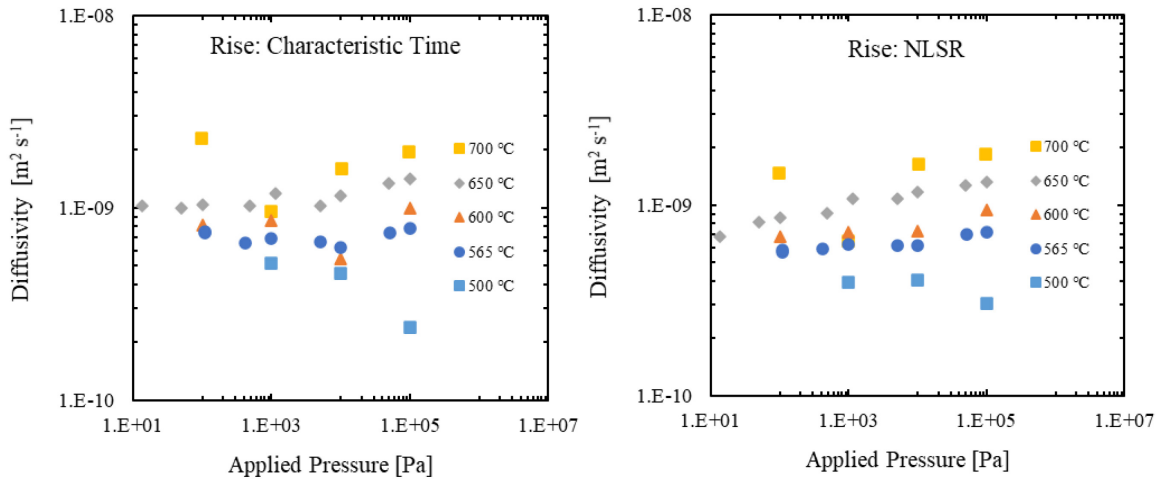 1.E-08
Rise: Characteristic Time
Diffusivity [m² s⁻¹]
700 °C
650 °C
1.E-09
600 °C
565 °C
500 °C
1.E-10
1.E+01
1.E+03
1.E+05
1.E+07
Applied Pressure [Pa]
1.E-08
Rise: NLSR
Diffusivity [m² s⁻¹]
700 °C
650 °C
1.E-09
600 °C
565 °C
500 °C
1.E-10
1.E+01
1.E+03
1.E+05
1.E+07
Applied Pressure [Pa]